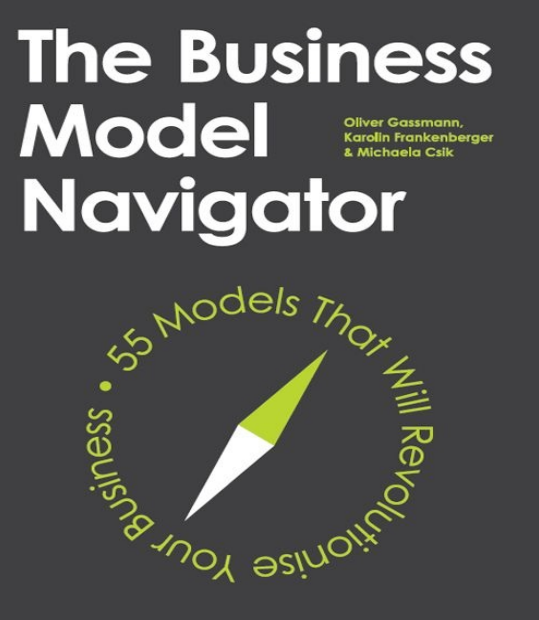 The Business
Model
Navigator
Oliver Gassmann,
Karolin Frankenberger
& Michaela Csik
• 55 Models That Will Revolutionise Your Business